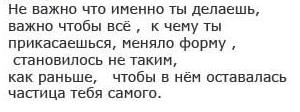 Не важно что именно ты делаешь,
важно чтобы всё , к чему ты
прикасаешься, меняло форму ,
становилось не таким,
как раньше, чтобы в нём оставалась
частица тебя самого.